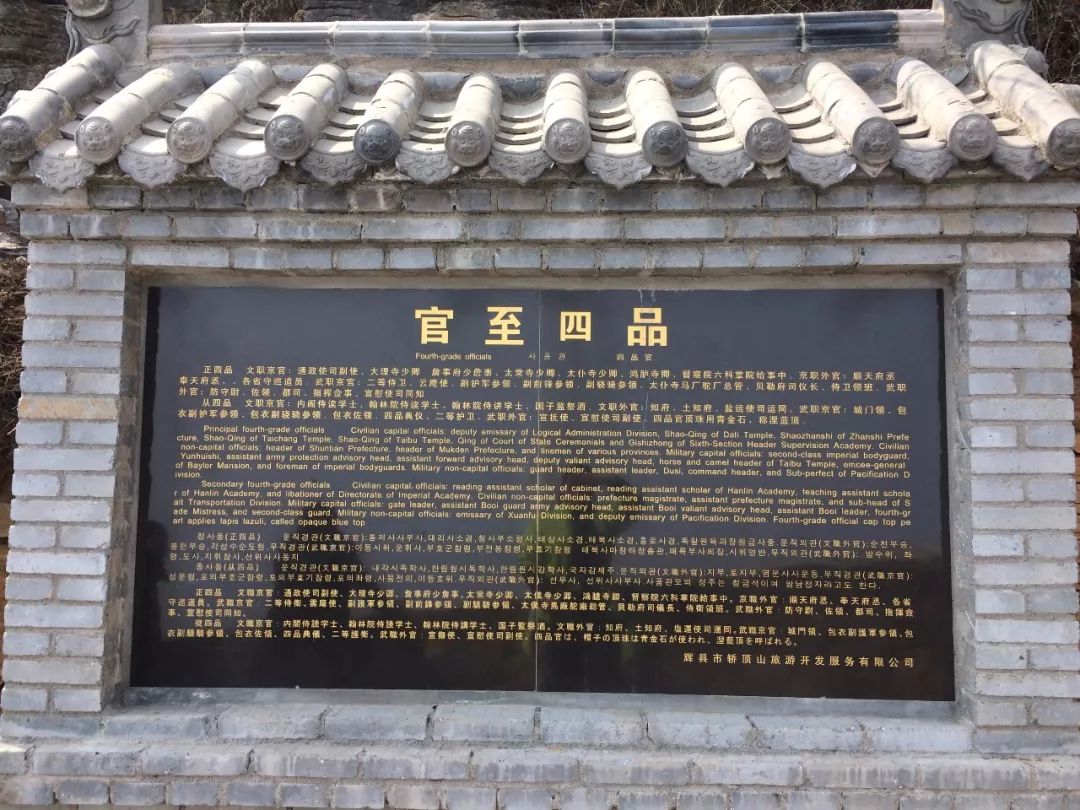 官至四品
Fourth-grade officials 사품관 四品官
正四品 文职京官：通政使司副使、大理寺少卿 詹事府少詹事、太常寺少卿、太仆寺少卿、鸿胪寺卿、督察院六科掌院给事中、京职外官：顺天府丞
奉天府丞、、各省守巡道员，武职京官：二等侍卫、云麾使、副护军参领、副前锋参领、副骁骑参领、太仆寺马厂驼厂总管、贝勒府司仪长、侍卫领班、武职
外官：防守尉、佐领、都司、指挥佥事、宣慰使司同知
从四品 文职京官：内阁侍读学士、翰林院侍读学士、翰林院侍讲学士、国子监祭酒、文职外官：知府、土知府、盐运使司运同、武职京官：城门领、包
衣副护军参领、包衣副骁骑参领、包衣佐领、四品典仪、二等护卫、武职外官：宣抚使、宣慰使司副使、四品官顶珠用青金石，称涅蓝顶。
Principal fourth-grade officials Civilian capital officials: deputy emissary of Logical Administration Division, Shao-Qing of Dali Temple, Shaozhanshi of Zhanshi Prefe
cture, Shao-Qing of Taichang Temple, Shao-Qing of Taibu Temple, Qing of Court of State Ceremonials and Gishizhong of Sixth-Section Header Supervision Academy. Civilian
non-capital officials: header of Shuntian Prefecture, header of Mukden Profecture, and linemen of various provinces. Military capital officials: second-class imperial bodyguard,
Yunhuishi, assistant army protection advisory head, assistant forward advisory head, deputy valiant advisory head, horse and camel header of Taibu Temple, emcee-general
of Baylor Mansion, and foreman of imperial bodyguards. Military non-capital officials: guard header, assistant leader, Dusi, command header, and Sub-perfect of Pacification D
ivision.
Secondary fourth-grade officials Civilian capital officials: reading assistant scholar of cabinet, reading assistant scholar of Hanlin Academy, teaching assistant schola
r of Hanlin Academy, and libationer of Directorate of Imperial Academy. Civilian non-capital officials: prefecture magistrate, assistant prefecture magistrate, and sub-head of S
alt Transportation Division. Military capital officials: gate leader, assistant Booi guard army advisory head, assistant Booi valiant advisory head, assistant Booi leader, fourth-gr
ade Mistress, and second-class guard. Military non-capital officials: emissary of Xuanfu Division, and deputy emissary of Pacification Division. Fourth-grade official cap top pe
arl applies lapis lazuli, called opaque blue top
정사품(正四品) 문직경관(文職京官)
종사품(從四品) 문직경관(文職京官)
正四品 文職京官：通政使司副使、大理寺少卿、詹事府少詹事、太常寺少卿、太僕寺少卿、鴻臚寺卿、督察院六科掌院給事中。京職外官：順天府丞、奉天府丞、各省
守巡道員。武職京官：二等侍衛、雲麾使、副護軍参領、副前鋒参領、副驍騎参領、太僕寺馬廠駝廠総管、貝勒府司儀長、侍衛領班。武職外官：防守尉、佐領、都司、指揮僉
事、宣慰使司同知。
從四品 文職京官：内閣侍読学士、翰林院侍読学士、翰林院侍講学士、国子監祭酒。文職外官：知府、土知府、塩運使司運同。武職京官：城門領、包衣副護軍参領、包
衣副驍騎参領、包衣佐領、四品典儀、二等護衛。武職外官：宣撫使、宣慰使司副使。四品官は、帽子の頂珠は青金石が使われ、涅藍頂を呼ばれる。
辉县市轿顶山旅游开发服务有限公司